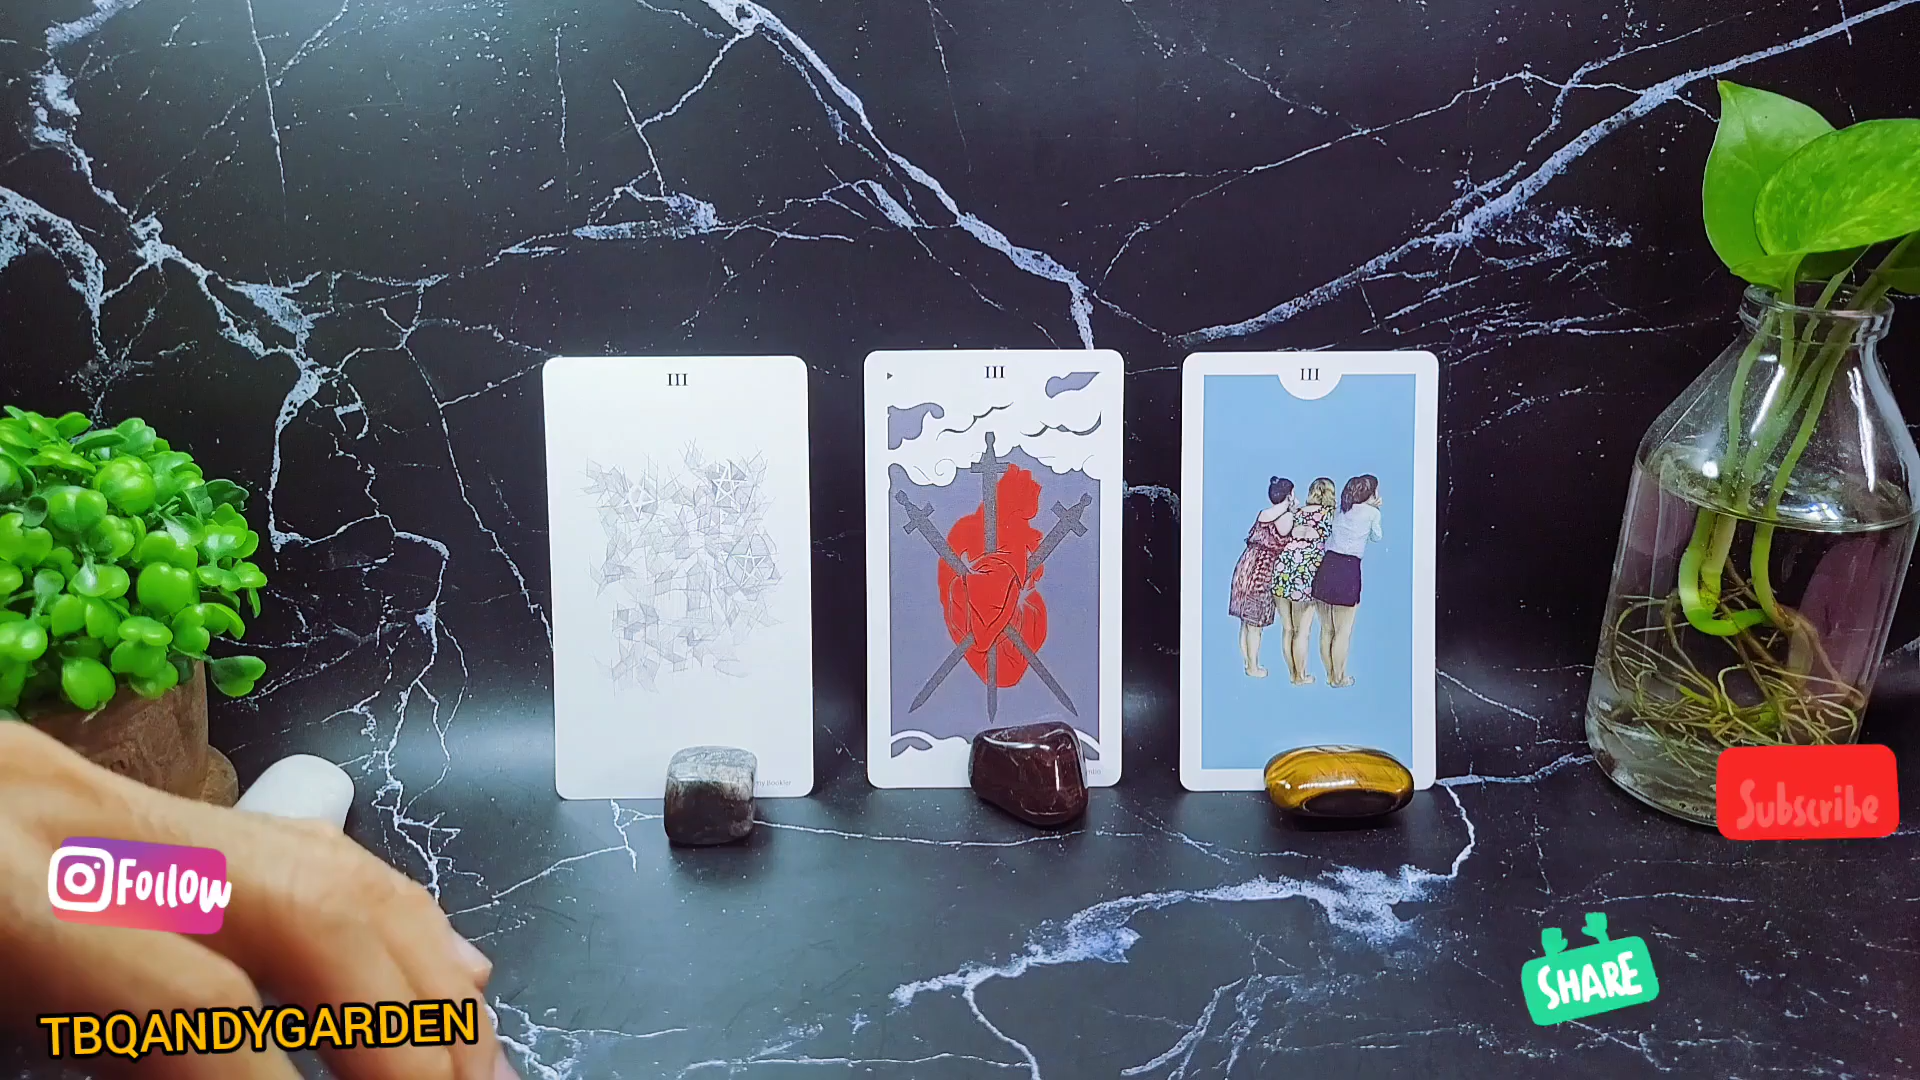 III
III
III
Follow
Subscribe
SHARE
TBQANDYGARDEN